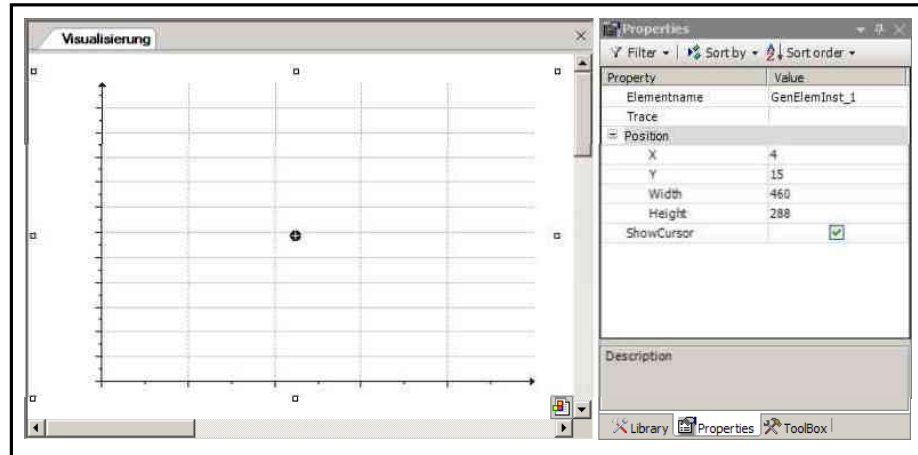 Visualisierung
Properties
Filter Sort by Sort order
Property Value
Elementname GenElemInst_1
Trace
Position
X 4
Y 15
Width 460
Height 288
ShowCursor
Description
Library Properties ToolBox